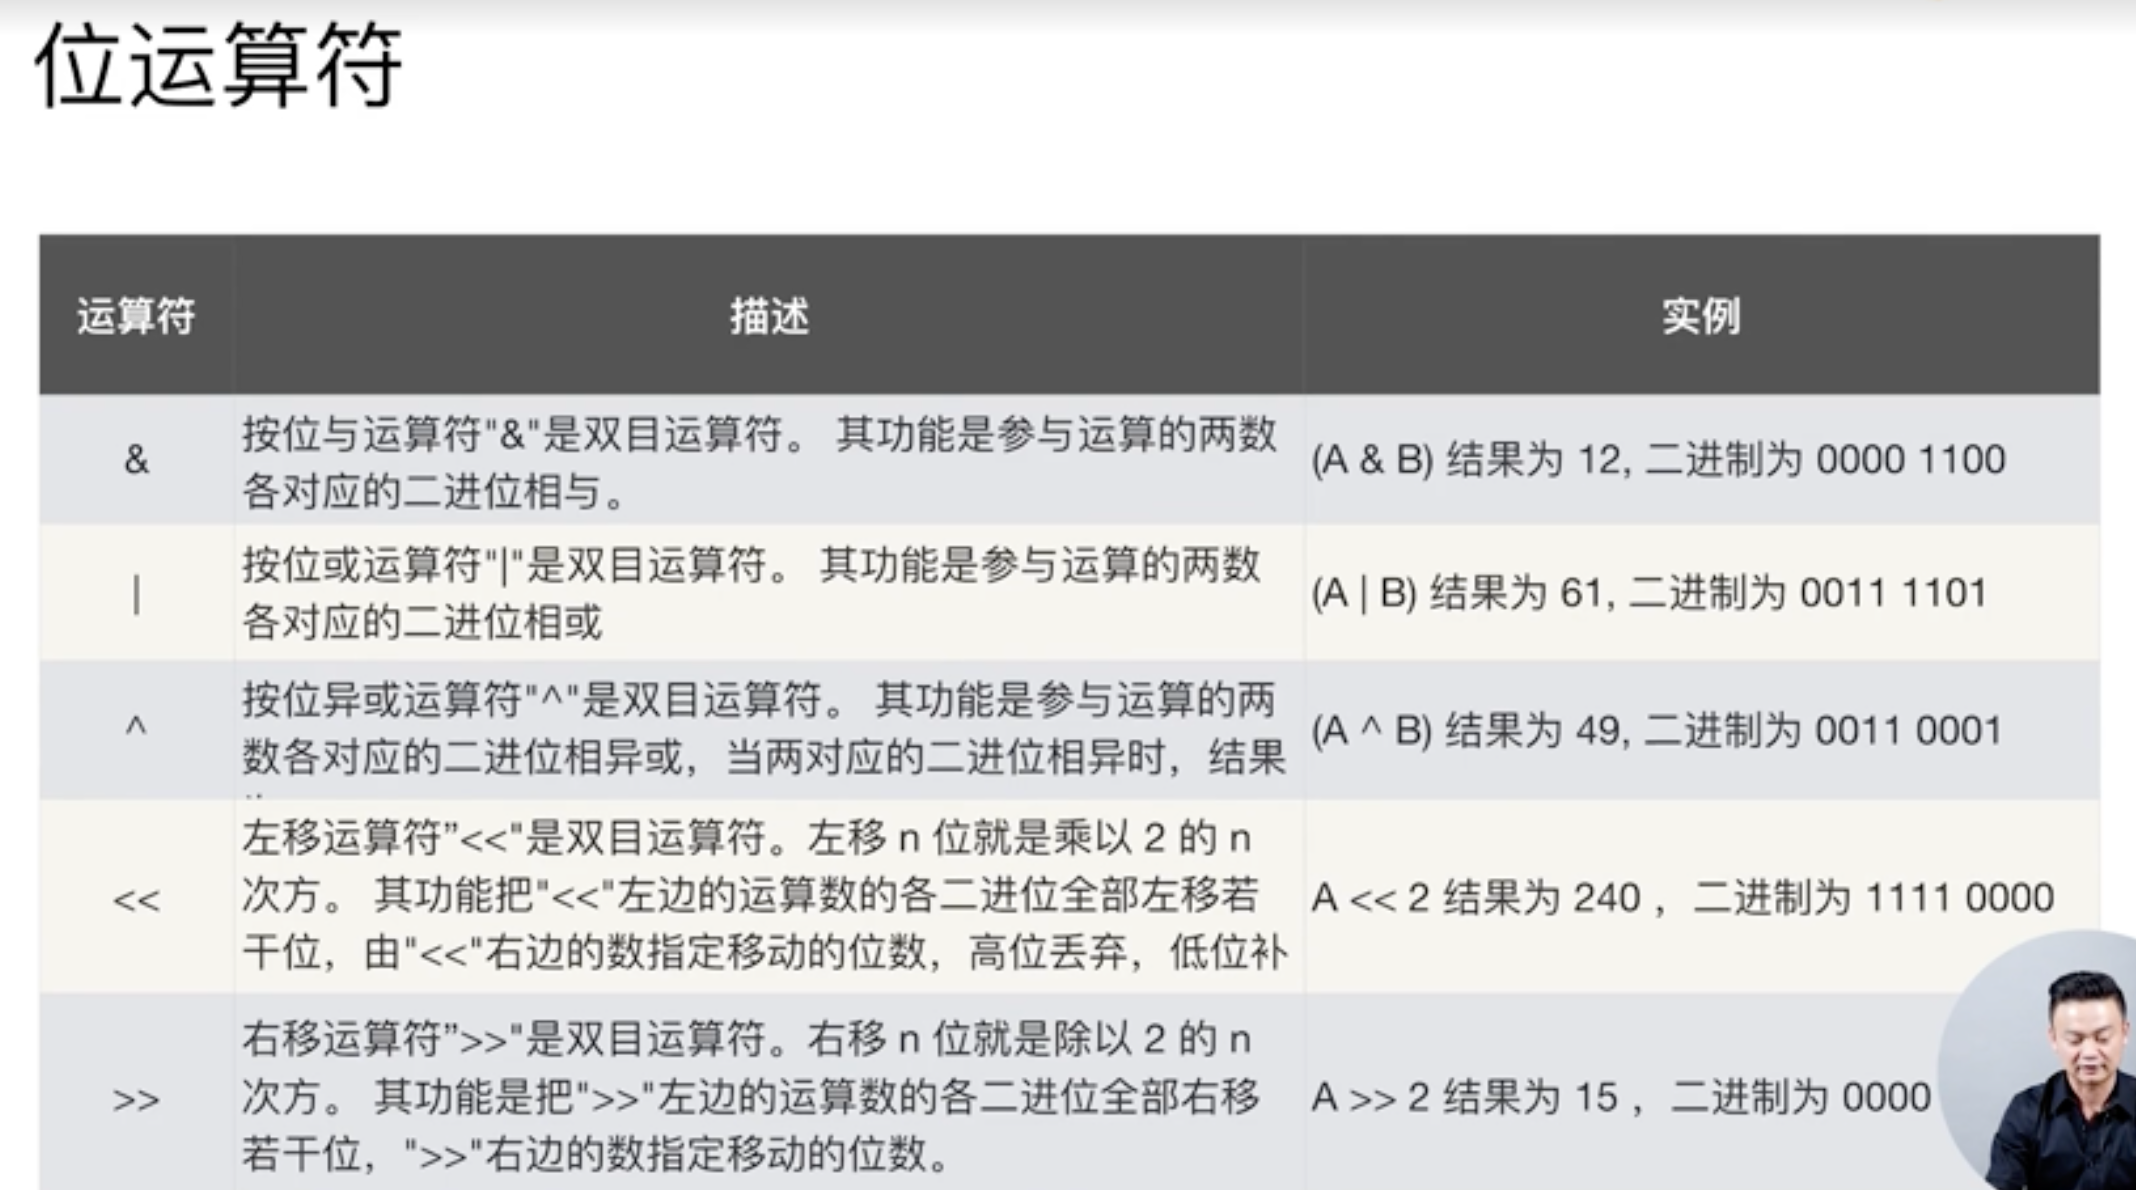 位运算符
运算符 描述 实例
& 按位与运算符"&"是双目运算符。 其功能是参与运算的两数
各对应的二进位相与。
(A & B) 结果为 12, 二进制为 0000 1100
| 按位或运算符"|"是双目运算符。 其功能是参与运算的两数
各对应的二进位相或
(A | B) 结果为 61, 二进制为 0011 1101
^ 按位异或运算符"^"是双目运算符。 其功能是参与运算的两
数各对应的二进位相异或，当两对应的二进位相异时，结果
(A ^ B) 结果为 49, 二进制为 0011 0001
<< 左移运算符”<<"是双目运算符。左移 n 位就是乘以 2 的 n
次方。 其功能把"<<"左边的运算数的各二进位全部左移若
干位，由"<<"右边的数指定移动的位数，高位丢弃，低位补
A << 2 结果为 240 ，二进制为 1111 0000
>> 右移运算符”>>"是双目运算符。右移 n 位就是除以 2 的 n
次方。 其功能是把">>"左边的运算数的各二进位全部右移
若干位，">>"右边的数指定移动的位数。
A >> 2 结果为 15 ，二进制为 0000